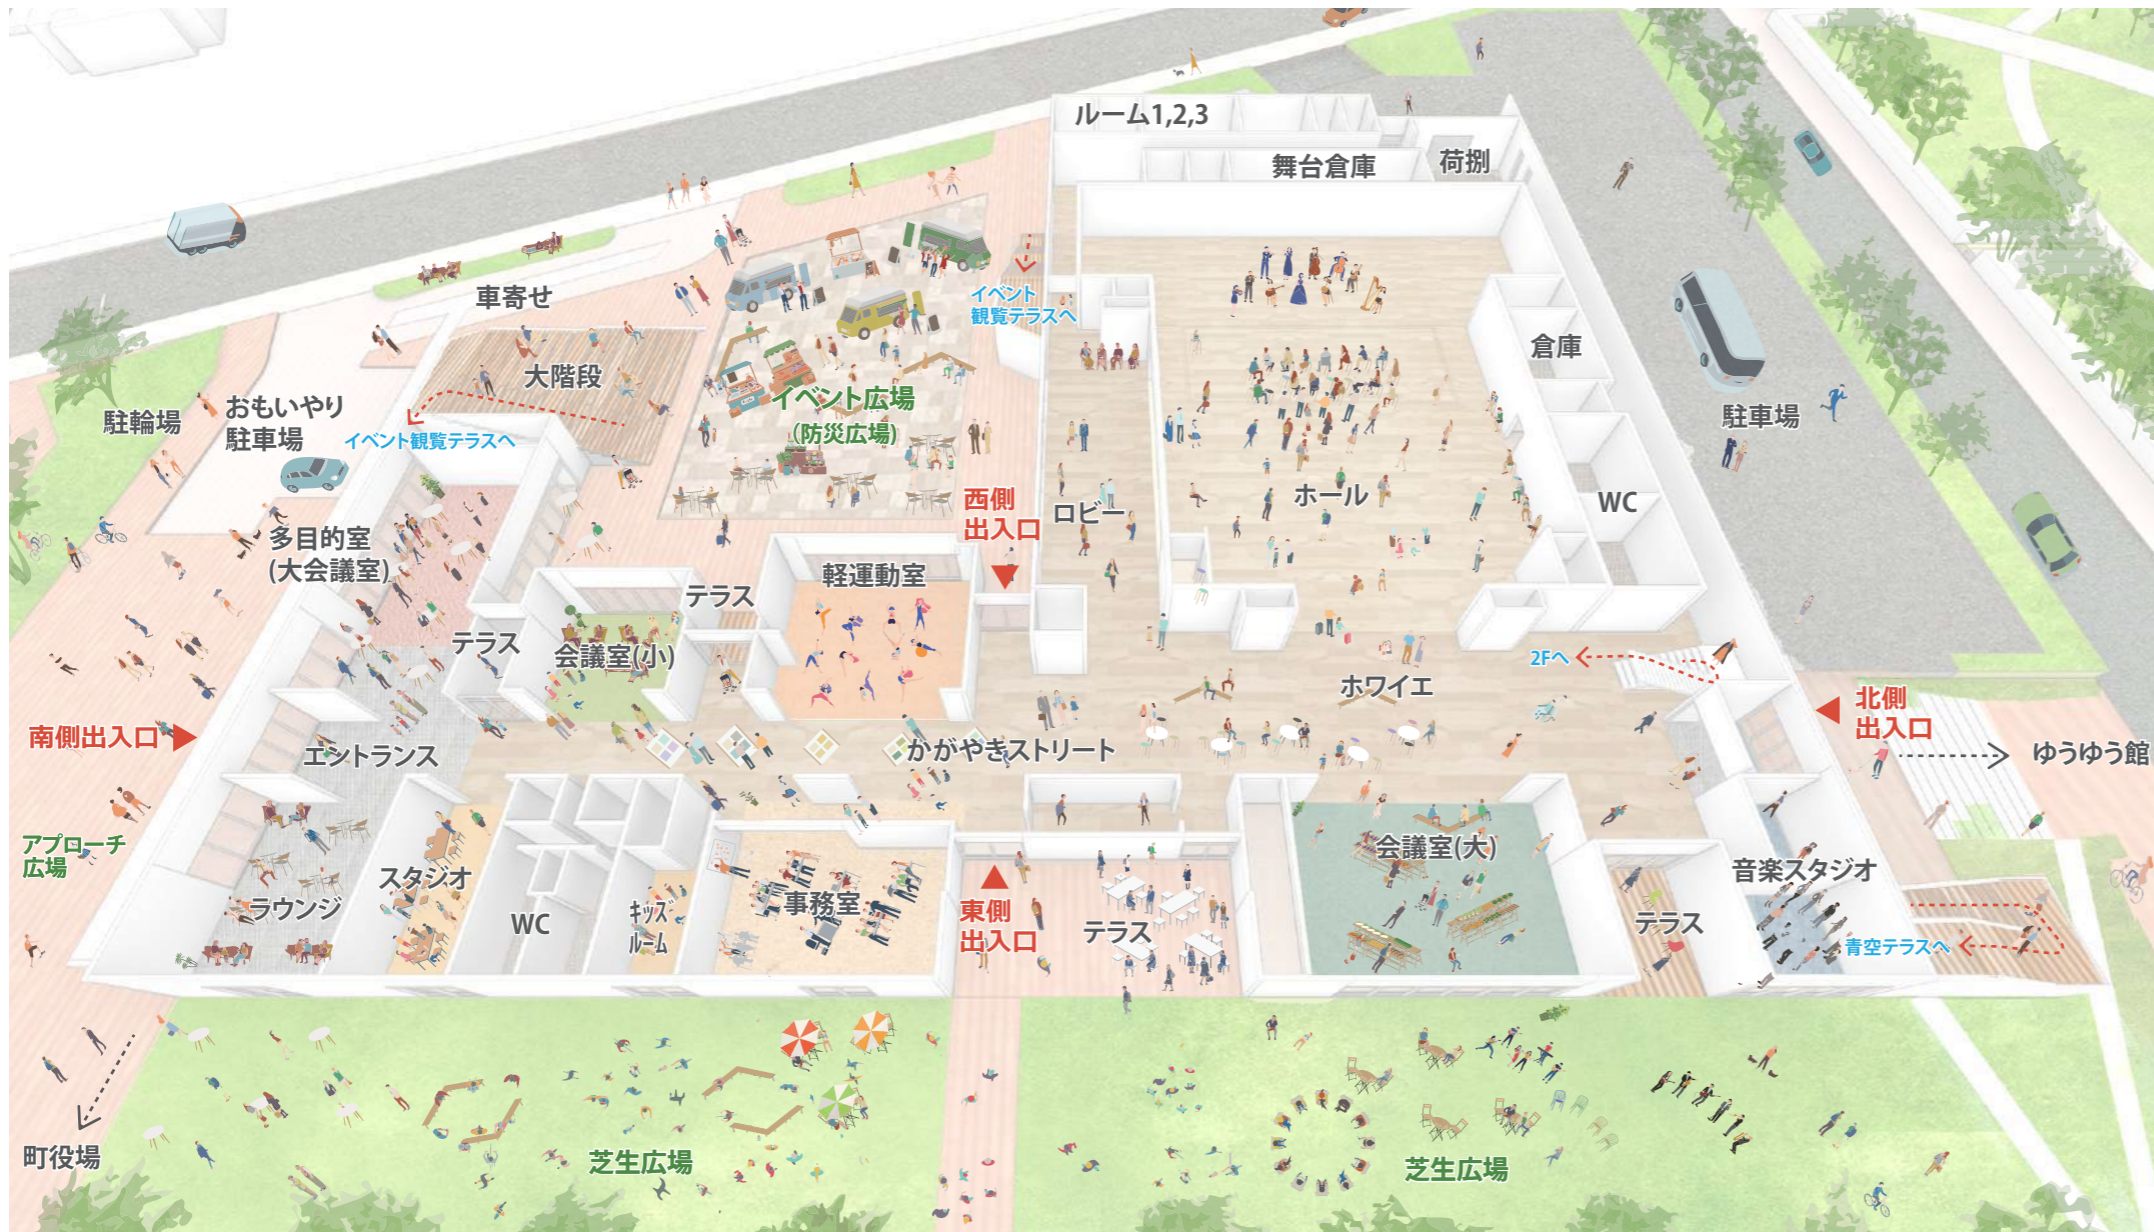 ルーム1,2,3
舞台倉庫
荷捌
車寄せ
イベント
観覧テラスへ
倉庫
大階段
イベント広場
(防災広場)
駐輪場
おもいやり
駐車場
イベント観覧テラスへ
駐車場
西側
出入口
ロビー
ホール
WC
多目的室
(大会議室)
軽運動室
テラス
テラス
会議室(小)
2Fへ
ホワイエ
北側
出入口
南側出入口
エントランス
かがやきストリート
ゆうゆう館
アプローチ
広場
スタジオ
ラウンジ
WC
キッズ
ルーム
事務室
東側
出入口
テラス
会議室(大)
テラス
音楽スタジオ
青空テラスへ
町役場
芝生広場
芝生広場